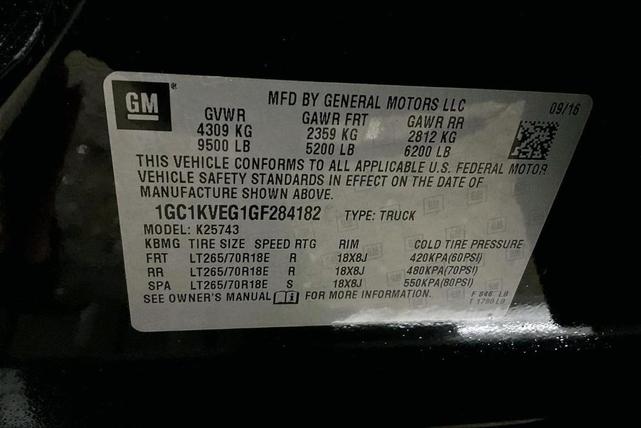 GM
MFD BY GENERAL MOTORS LLC 09/16
GVWR GAWR FRT GAWR RR
4309 KG 2359 KG 2812 KG
9500 LB 5200 LB 6200 LB
THIS VEHICLE CONFORMS TO ALL APPLICABLE U.S. FEDERAL MOTOR
VEHICLE SAFETY STANDARDS IN EFFECT ON THE DATE OF
MANUFACTURE SHOWN ABOVE.
1GC1KVEG1GF284182 TYPE: TRUCK
MODEL: K25743
KBMG TIRE SIZE SPEED RTG RIM COLD TIRE PRESSURE
FRT LT265/70R18E R 18X8J 420KPA(60PSI)
RR LT265/70R18E R 18X8J 480KPA(70PSI)
SPA LT265/70R18E S 18X8J 550KPA(80PSI)
SEE OWNER'S MANUAL FOR MORE INFORMATION.